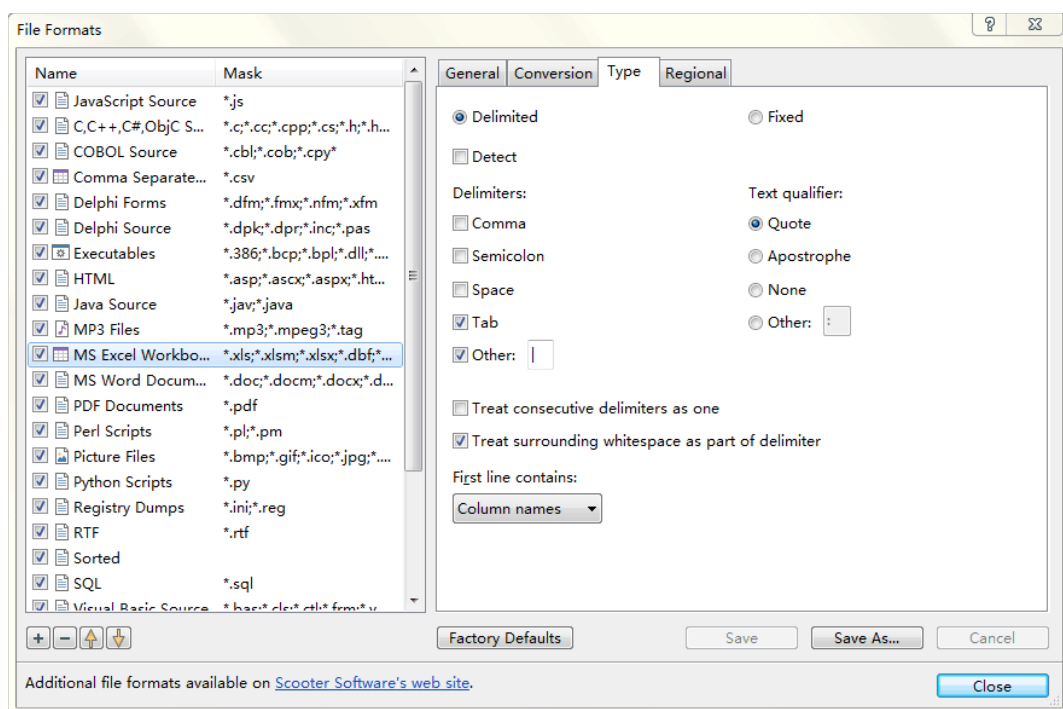 File Formats
Name Mask
JavaScript Source *.js
C,C++,C#,ObjC S... *.c;*.cc;*.cpp;*.cs;*.h;*.h...
COBOL Source *.cbl;*.cob;*.cpy*
Comma Separate... *.csv
Delphi Forms *.dfm;*.fmx;*.nfm;*.xfm
Delphi Source *.dpk;*.dpr;*.inc;*.pas
Executables *.386;*.bcp;*.bpl;*.dll;*....
HTML *.asp;*.ascx;*.aspx;*.ht...
Java Source *.jav;*.java
MP3 Files *.mp3;*.mpeg3;*.tag
MS Excel Workbo... *.xls;*.xlsm;*.xlsx;*.dbf;*...
MS Word Docum... *.doc;*.docm;*.docx;*.d...
PDF Documents *.pdf
Perl Scripts *.pl;*.pm
Picture Files *.bmp;*.gif;*.ico;*.jpg;*....
Python Scripts *.py
Registry Dumps *.ini;*.reg
RTF *.rtf
Sorted
SQL *.sql
Visual Basic Source *.bas;*.cls;*.ctl;*.frm;*.v
General Conversion Type Regional
Delimited Fixed
Detect
Delimiters: Text qualifier:
Comma Quote
Semicolon Apostrophe
Space None
Tab Other: :
Other: |
Treat consecutive delimiters as one
Treat surrounding whitespace as part of delimiter
First line contains:
Column names
Factory Defaults Save Save As... Cancel
Additional file formats available on Scooter Software's web site.
Close